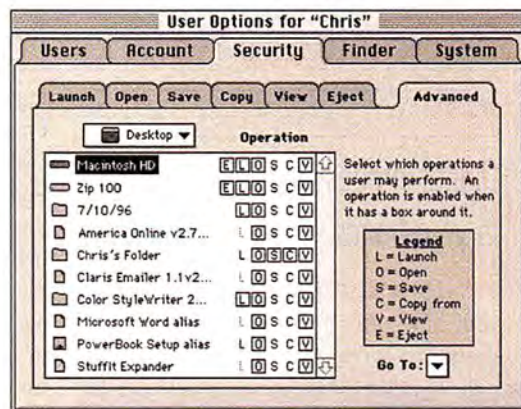 User Options for “Chris”
Users Account Security Finder System
Launch Open Save Copy View Eject Advanced
Desktop Operation
Macintosh HD E L O S C V
Zip 100 E L O S C V
7/10/96 L O S C V
America Online v2.7... L O S C V
Chris's Folder L O S C V
Claris Emailer 1.1v2... L O S C V
Color StyleWriter 2... L O S C V
Microsoft Word alias L O S C V
PowerBook Setup alias L O S C V
StuffIt Expander L O S C V
Select which operations a
user may perform. An
operation is enabled when
it has a box around it.
Legend
L = Launch
O = Open
S = Save
C = Copy from
V = View
E = Eject
Go To: